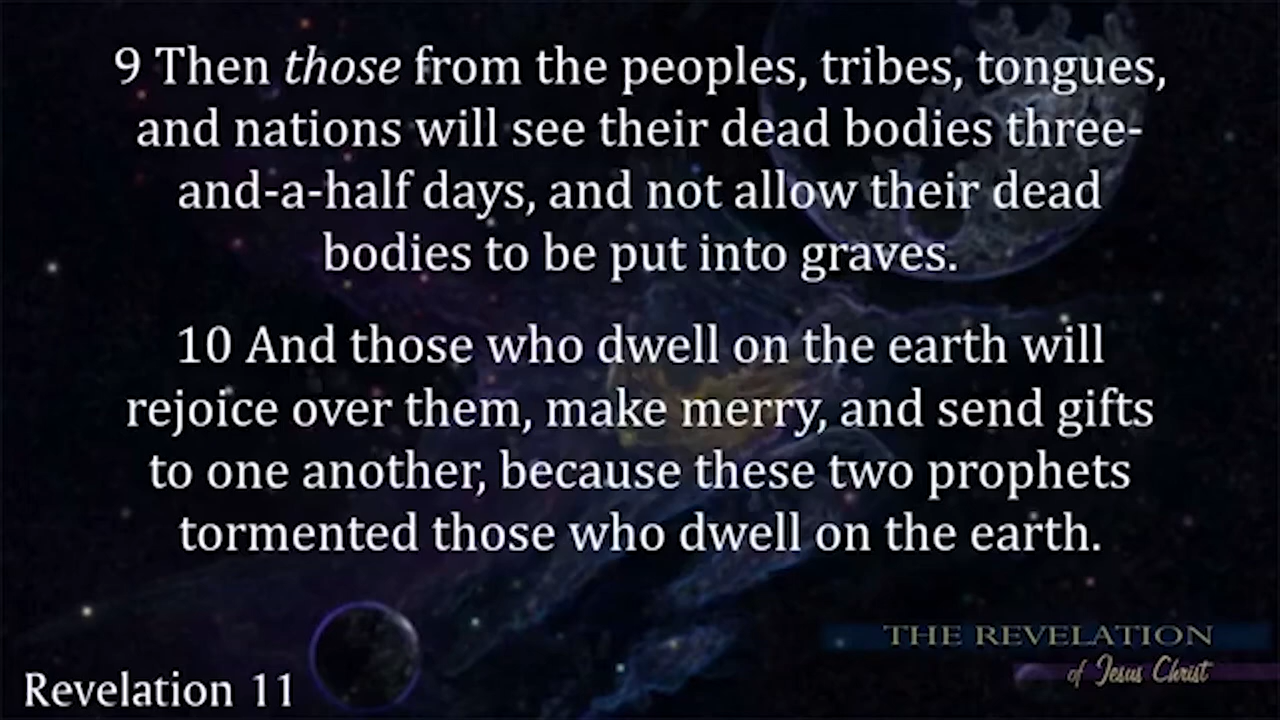 9 Then those from the peoples, tribes, tongues,
and nations will see their dead bodies three-
and-a-half days, and not allow their dead
bodies to be put into graves.
10 And those who dwell on the earth will
rejoice over them, make merry, and send gifts
to one another, because these two prophets
tormented those who dwell on the earth.
THE REVELATION
of Jesus Christ
Revelation 11